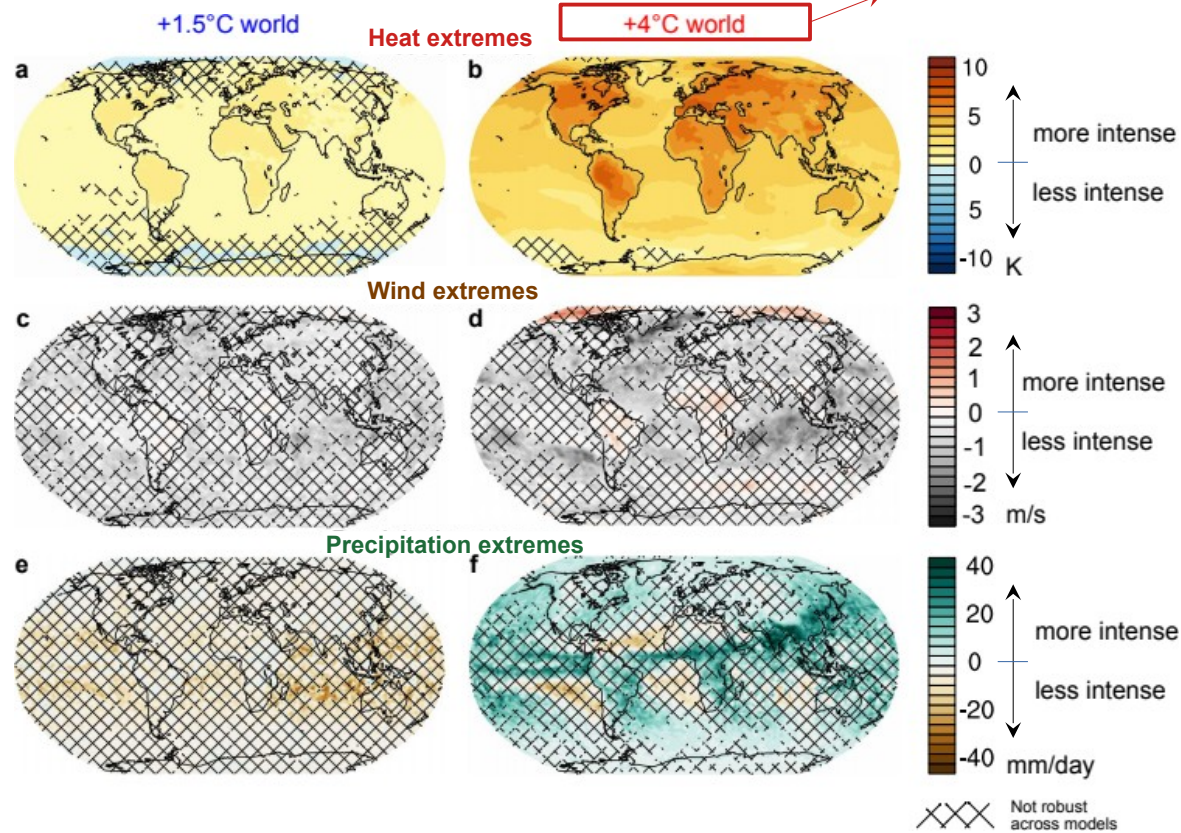 +1.5°C world
+4°C world
Heat extremes
a
b
10
5
0
5
-10
K
more intense
less intense
Wind extremes
c
d
3
2
1
0
-1
-2
-3
m/s
more intense
less intense
Precipitation extremes
e
f
40
20
0
-20
-40
mm/day
more intense
less intense
Not robust
across models